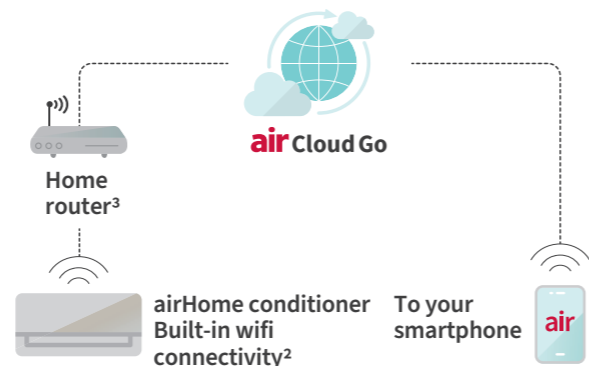 air Cloud Go
Home
router³
airHome conditioner
Built-in wifi
connectivity²
To your
smartphone
air